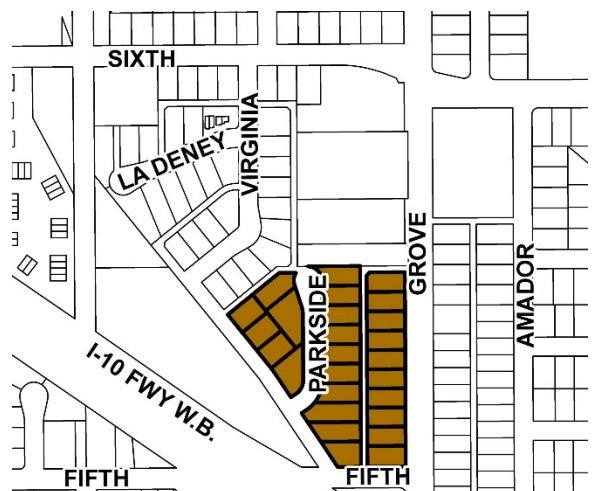 SIXTH
LA DENEY
VIRGINIA
GROVE
AMADOR
PARKSIDE
I-10 FWY W.B.
FIFTH
FIFTH